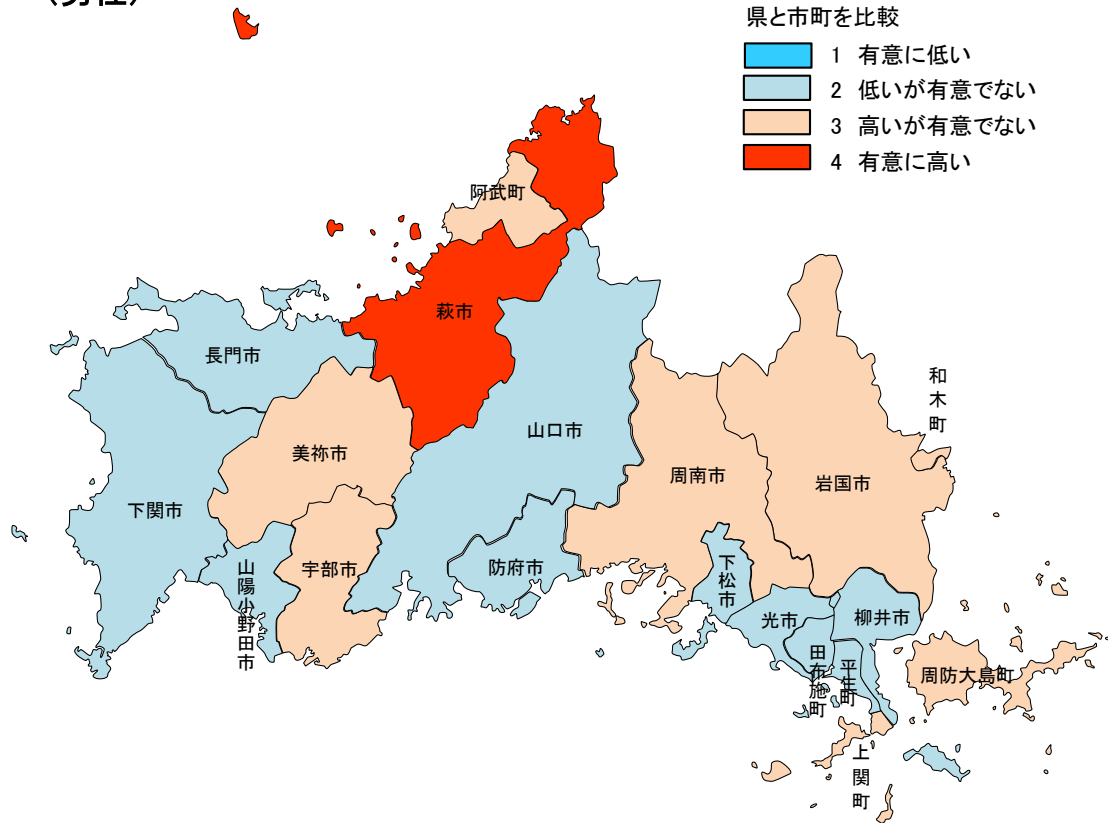 (男性)
県と市町を比較
1 有意に低い
2 低いが有意でない
3 高いが有意でない
4 有意に高い
阿武町
萩市
長門市
和木町
山口市
美祢市
周南市
岩国市
下関市
宇部市
防府市
下松市
山陽小野田市
光市
柳井市
田布施町
平生町
周防大島町
上関町